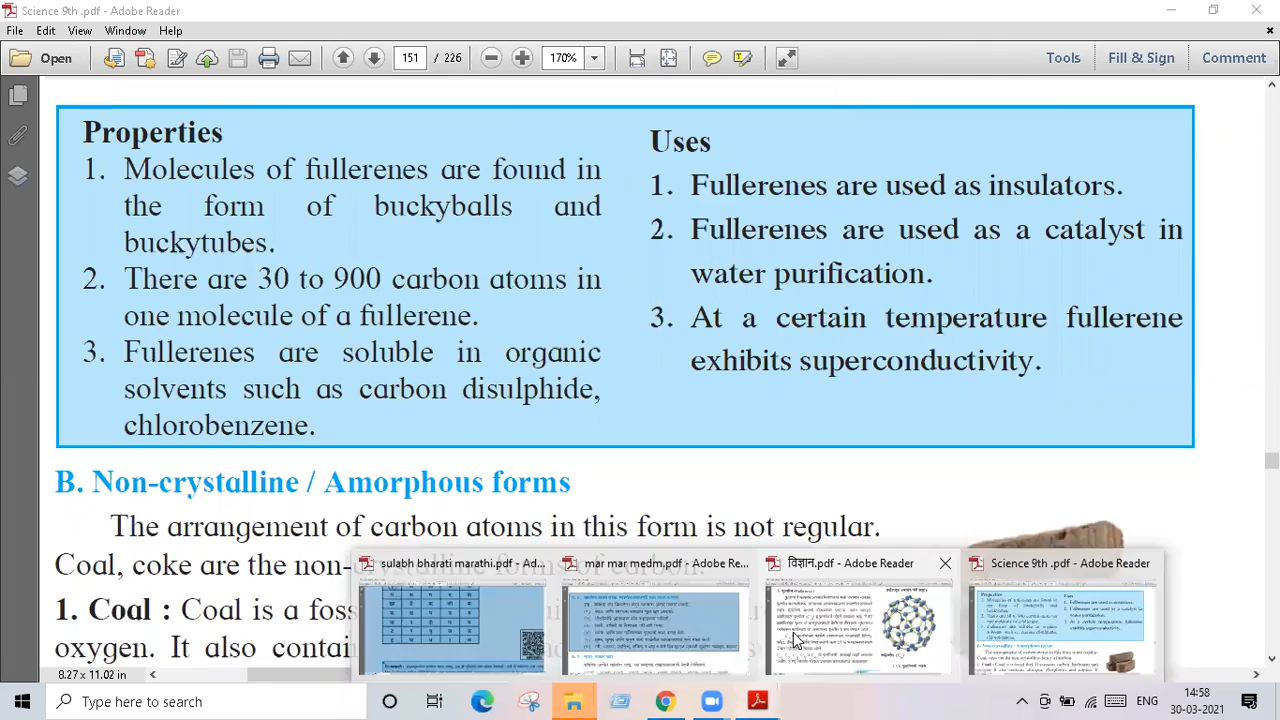 Science 9th .pdf - Adobe Reader
File Edit View Window Help
Open 151 / 226 170% Tools Fill & Sign Comment
Properties
1. Molecules of fullerenes are found in
the form of buckyballs and
buckytubes.
2. There are 30 to 900 carbon atoms in
one molecule of a fullerene.
3. Fullerenes are soluble in organic
solvents such as carbon disulphide,
chlorobenzene.
Uses
1. Fullerenes are used as insulators.
2. Fullerenes are used as a catalyst in
water purification.
3. At a certain temperature fullerene
exhibits superconductivity.
B. Non-crystalline / Amorphous forms
The arrangement of carbon atoms in this form is not regular.
Coal, coke are the non-crystalline forms of carbon.
1. Coal : Coal is a foss
oxygen. It also contai
sulabh bharati marathi.pdf - Ad...
mar mar medm.pdf - Adobe Re...
विज्ञान.pdf - Adobe Reader
Science 9th .pdf - Adobe Reader
8.27 x 11.02 in
Type here to search
ENG
14:58
30-03-2021